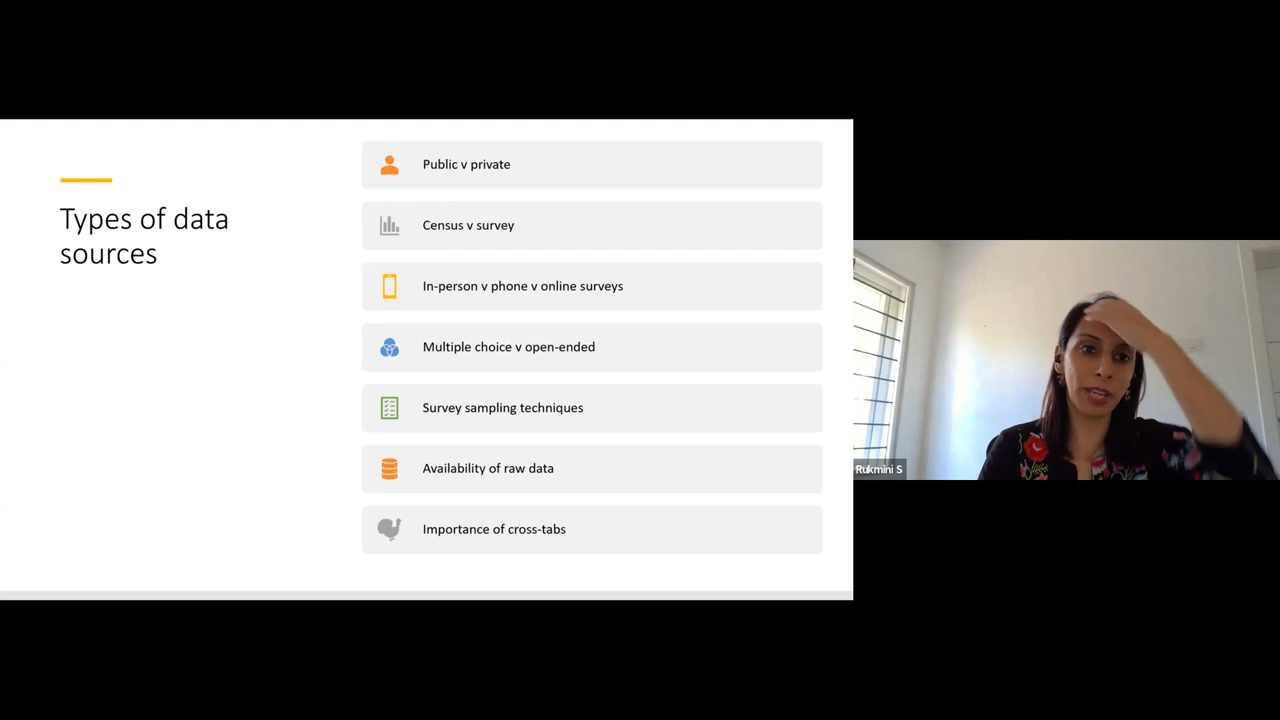 Types of data
sources
Public v private
Census v survey
In-person v phone v online surveys
Multiple choice v open-ended
Survey sampling techniques
Availability of raw data
Importance of cross-tabs
Rukmini S